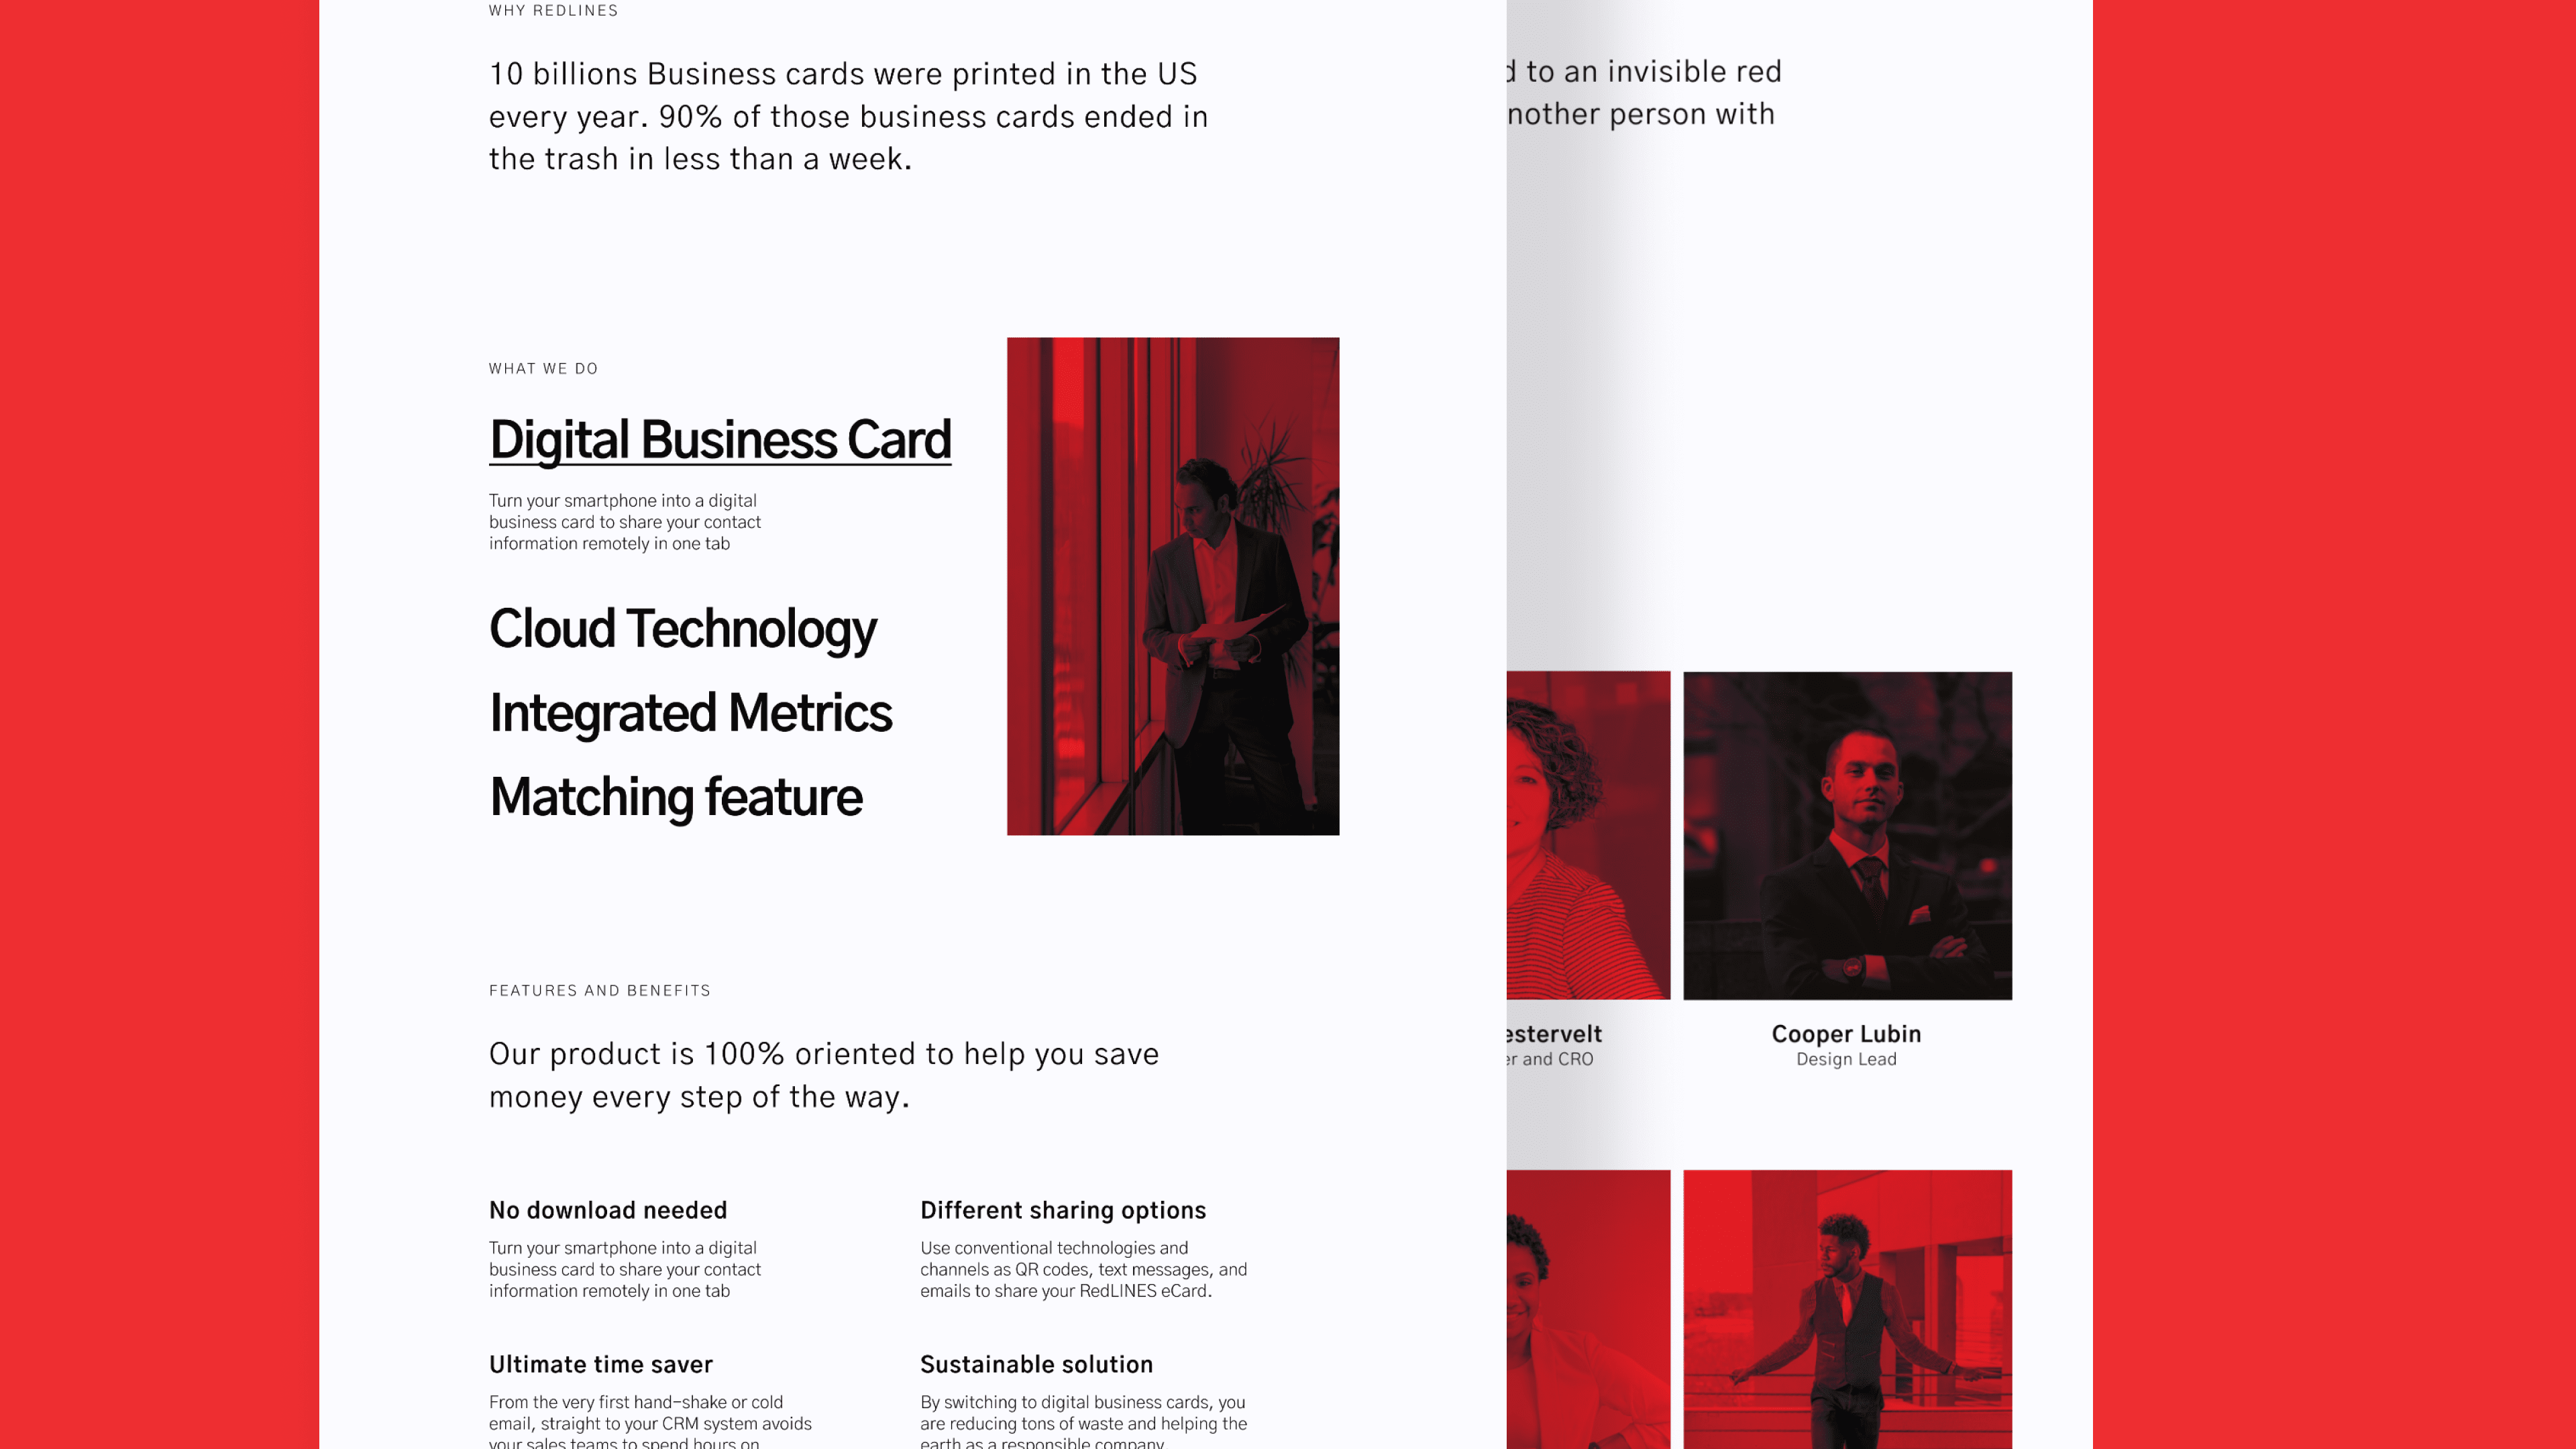 WHY REDLINES
10 billions Business cards were printed in the US
every year. 90% of those business cards ended in
the trash in less than a week.
WHAT WE DO
Digital Business Card
Turn your smartphone into a digital
business card to share your contact
information remotely in one tab
Cloud Technology
Integrated Metrics
Matching feature
FEATURES AND BENEFITS
Our product is 100% oriented to help you save
money every step of the way.
No download needed
Turn your smartphone into a digital
business card to share your contact
information remotely in one tab
Different sharing options
Use conventional technologies and
channels as QR codes, text messages, and
emails to share your RedLINES eCard.
Ultimate time saver
From the very first hand-shake or cold
email, straight to your CRM system avoids
your sales teams to spend hours on
Sustainable solution
By switching to digital business cards, you
are reducing tons of waste and helping the
earth as a responsible company
to an invisible red
person with
and CRO
Cooper Lubin
Design Lead